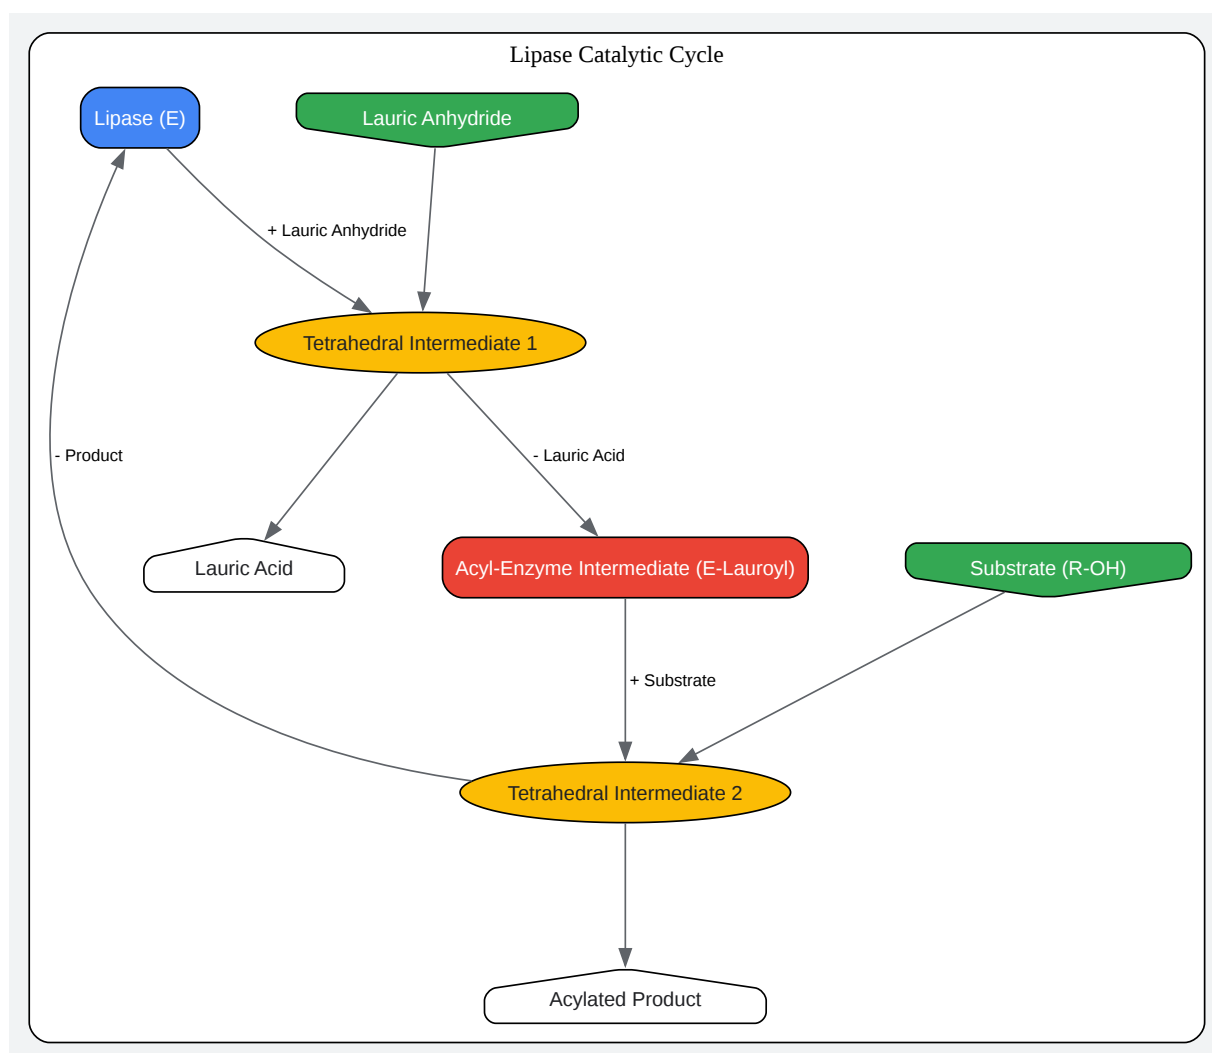 Lipase Catalytic Cycle
Lipase (E)
Lauric Anhydride
+ Lauric Anhydride
Tetrahedral Intermediate 1
- Product
- Lauric Acid
Lauric Acid
Acyl-Enzyme Intermediate (E-Lauroyl)
Substrate (R-OH)
+ Substrate
Tetrahedral Intermediate 2
Acylated Product